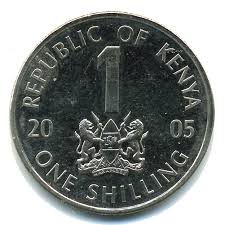 REPUBLIC OF KENYA
1
20 05
ONE SHILLING